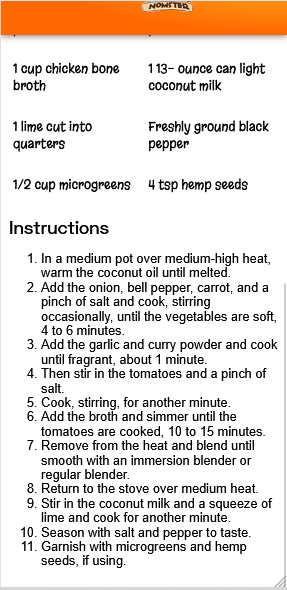 NOMSTER
1 cup chicken bone 1 13- ounce can light
broth coconut milk
1 lime cut into Freshly ground black
quarters pepper
1/2 cup microgreens 4 tsp hemp seeds
Instructions
1. In a medium pot over medium-high heat,
warm the coconut oil until melted.
2. Add the onion, bell pepper, carrot, and a
pinch of salt and cook, stirring
occasionally, until the vegetables are soft,
4 to 6 minutes.
3. Add the garlic and curry powder and cook
until fragrant, about 1 minute.
4. Then stir in the tomatoes and a pinch of
salt.
5. Cook, stirring, for another minute.
6. Add the broth and simmer until the
tomatoes are cooked, 10 to 15 minutes.
7. Remove from the heat and blend until
smooth with an immersion blender or
regular blender.
8. Return to the stove over medium heat.
9. Stir in the coconut milk and a squeeze of
lime and cook for another minute.
10. Season with salt and pepper to taste.
11. Garnish with microgreens and hemp
seeds, if using.